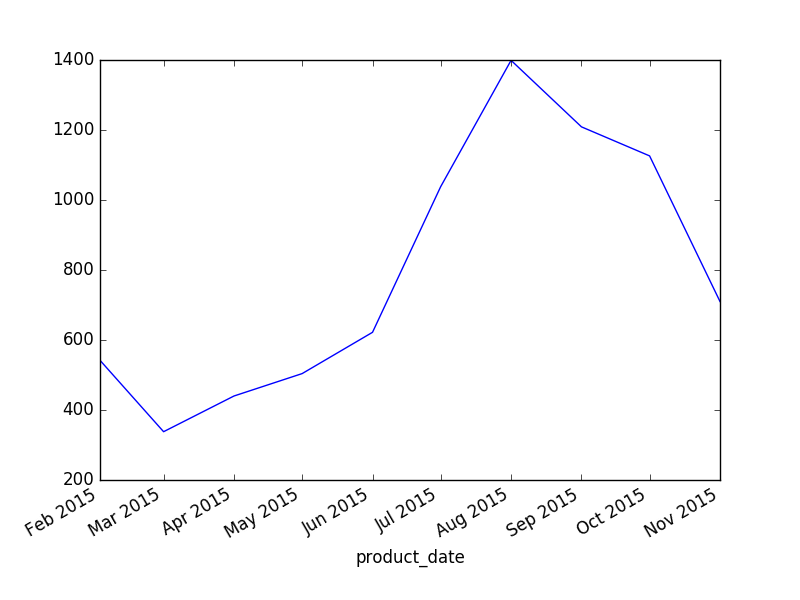 1400
1200
1000
800
600
400
200
Feb 2015
Mar 2015
Apr 2015
May 2015
Jun 2015
Jul 2015
Aug 2015
Sep 2015
Oct 2015
Nov 2015
product_date